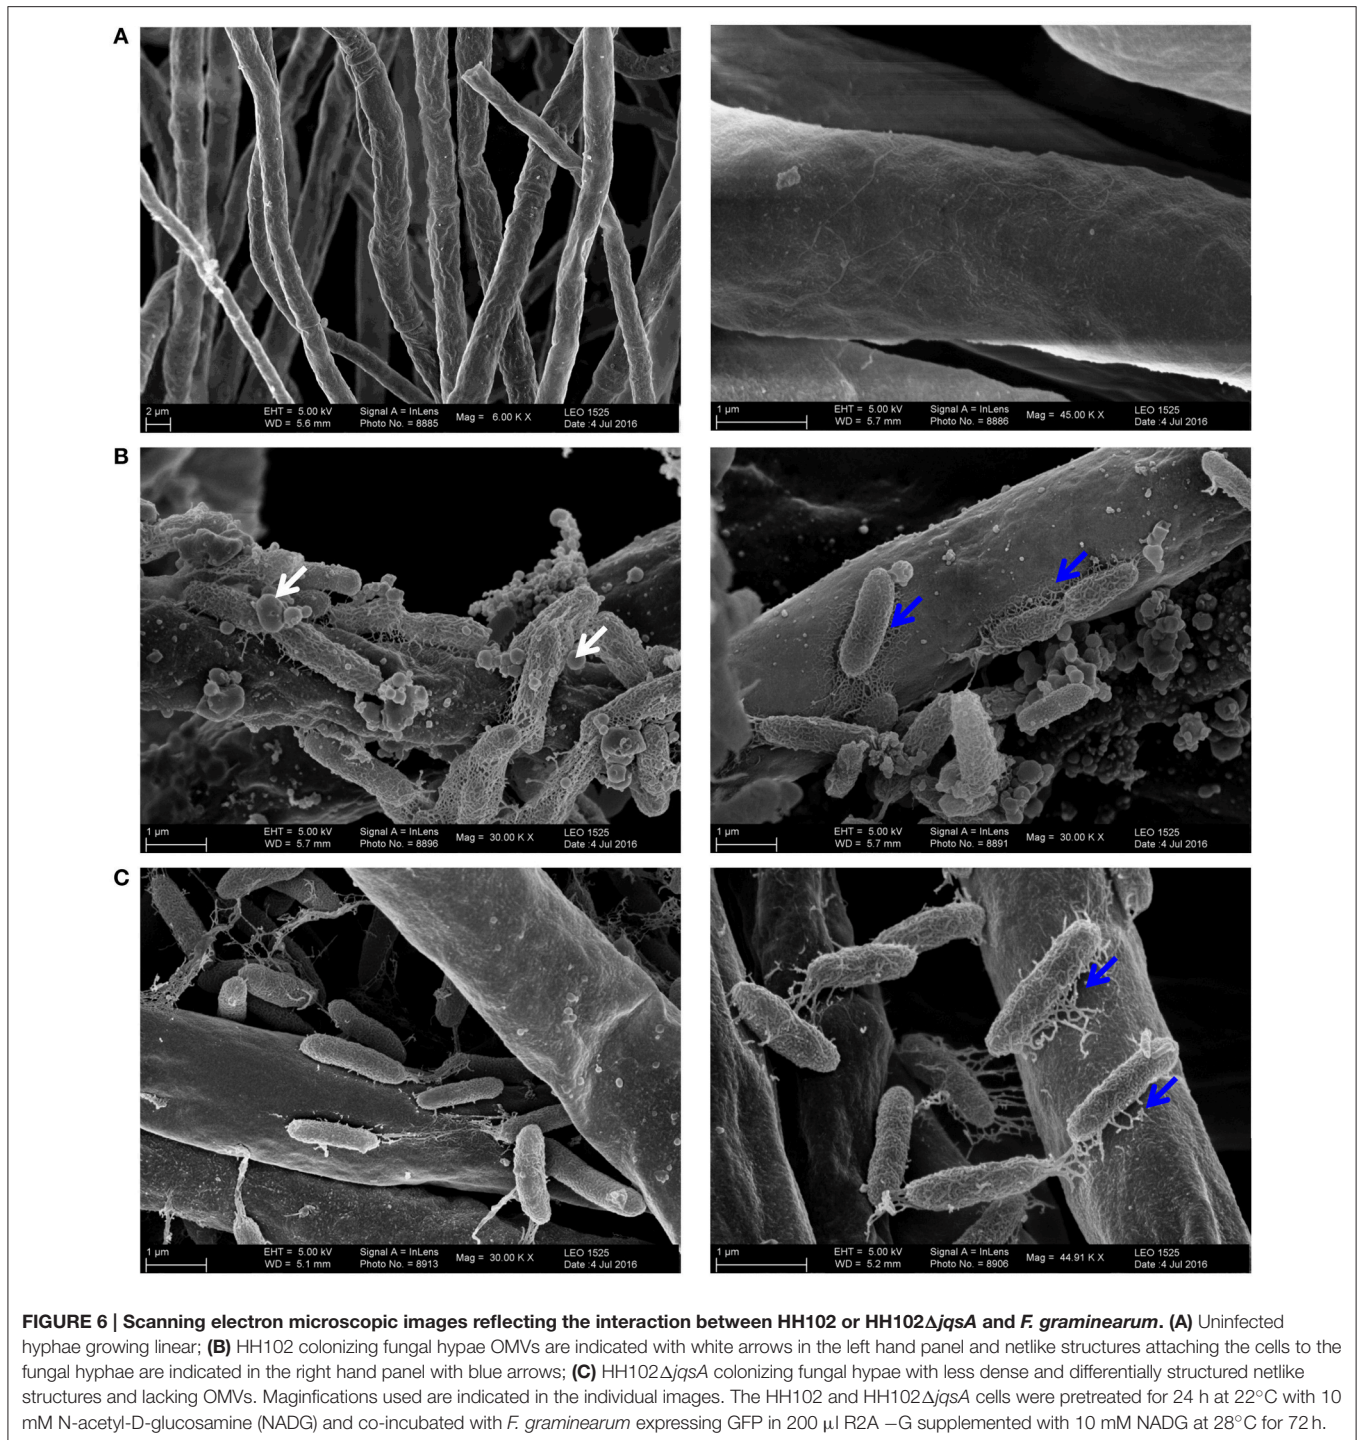 A
2 µm
EHT = 5.00 kV
WD = 5.6 mm
Signal A = InLens
Photo No. = 8885
Mag = 6.00 K X
LEO 1525
Date :4 Jul 2016
1 µm
EHT = 5.00 kV
WD = 5.7 mm
Signal A = InLens
Photo No. = 8886
Mag = 45.00 K X
LEO 1525
Date :4 Jul 2016
B
1 µm
EHT = 5.00 kV
WD = 5.7 mm
Signal A = InLens
Photo No. = 8896
Mag = 30.00 K X
LEO 1525
Date :4 Jul 2016
1 µm
EHT = 5.00 kV
WD = 5.7 mm
Signal A = InLens
Photo No. = 8891
Mag = 30.00 K X
LEO 1525
Date :4 Jul 2016
C
1 µm
EHT = 5.00 kV
WD = 5.1 mm
Signal A = InLens
Photo No. = 8913
Mag = 30.00 K X
LEO 1525
Date :4 Jul 2016
1 µm
EHT = 5.00 kV
WD = 5.2 mm
Signal A = InLens
Photo No. = 8906
Mag = 44.91 K X
LEO 1525
Date :4 Jul 2016
FIGURE 6 | Scanning electron microscopic images reflecting the interaction between HH102 or HH102ΔjqsA and F. graminearum. (A) Uninfected
hyphae growing linear; (B) HH102 colonizing fungal hypae OMVs are indicated with white arrows in the left hand panel and netlike structures attaching the cells to the
fungal hyphae are indicated in the right hand panel with blue arrows; (C) HH102ΔjqsA colonizing fungal hypae with less dense and differentially structured netlike
structures and lacking OMVs. Maginfications used are indicated in the individual images. The HH102 and HH102ΔjqsA cells were pretreated for 24 h at 22°C with 10
mM N-acetyl-D-glucosamine (NADG) and co-incubated with F. graminearum expressing GFP in 200 µl R2A −G supplemented with 10 mM NADG at 28°C for 72 h.